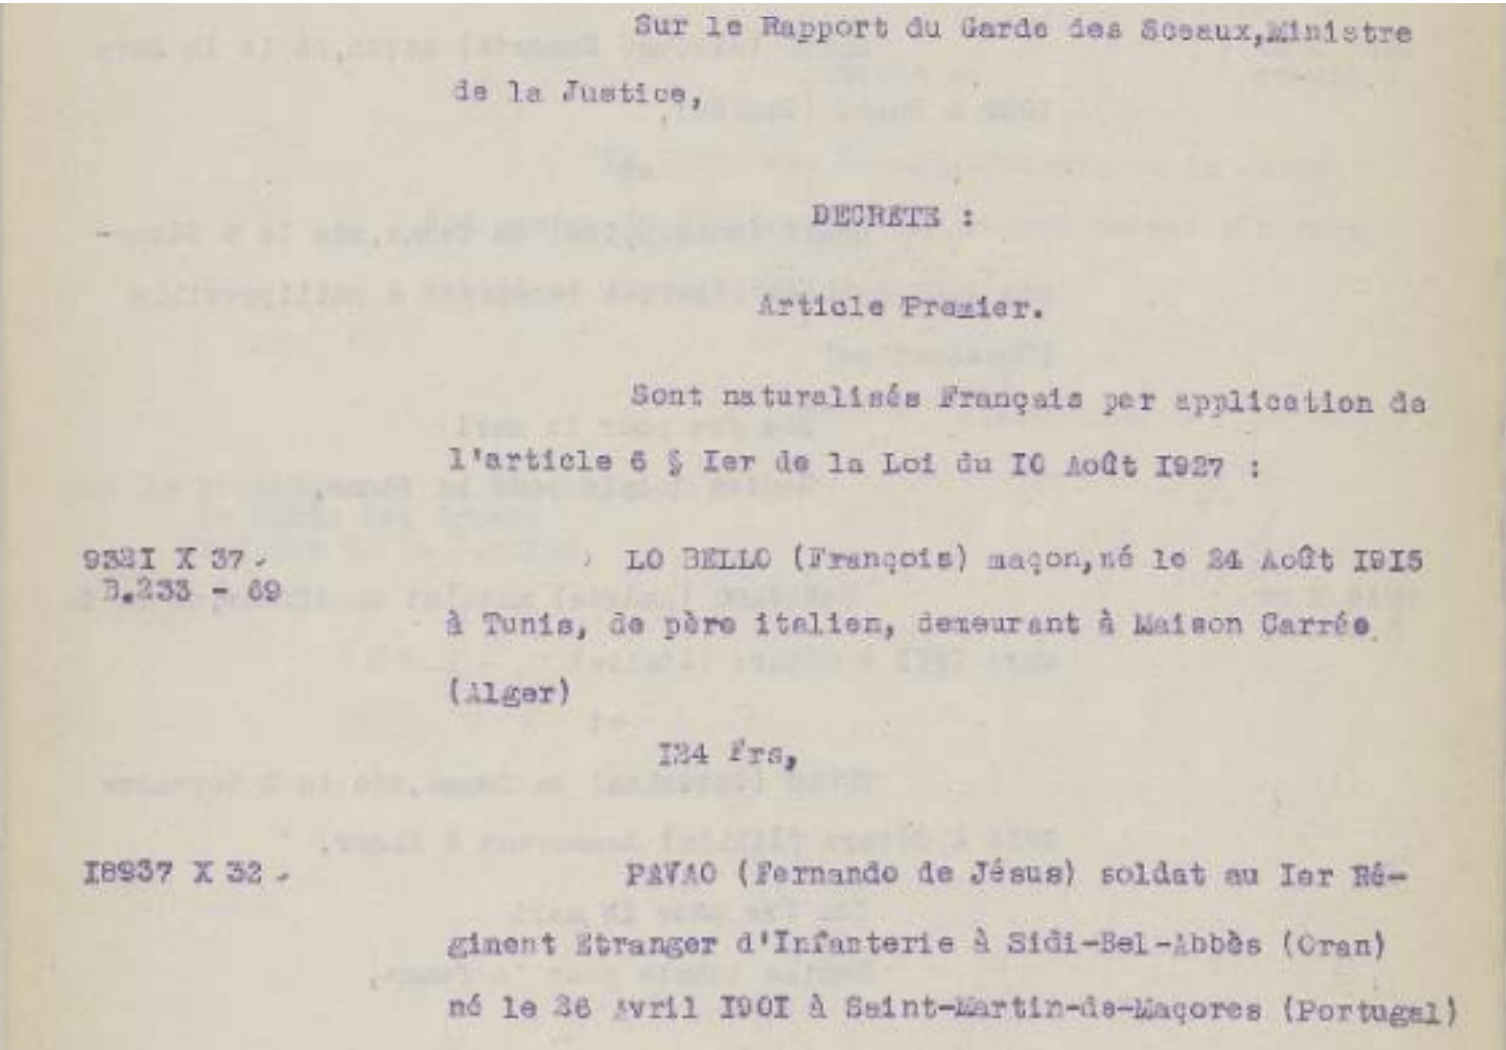 Sur le Rapport du Garde des Sceaux,Ministre
de la Justice,
DECRETE :
Article Premier.
Sont naturalisés Français par application de
l'article 6 § Ier de la Loi du I0 Août I927 :
932I X 37.
B.233 - 69
LO BELLO (François) maçon,né le 24 Août I9I5
à Tunis, de père italien, demeurant à Maison Carrée
(Alger)
I24 frs,
I8937 X 32.
PAVAO (Fernando de Jésus) soldat au Ier Ré-
giment Etranger d'Infanterie à Sidi-Bel-Abbès (Oran)
né le 26 Avril I90I à Saint-Martin-de-Maçores (Portugal)